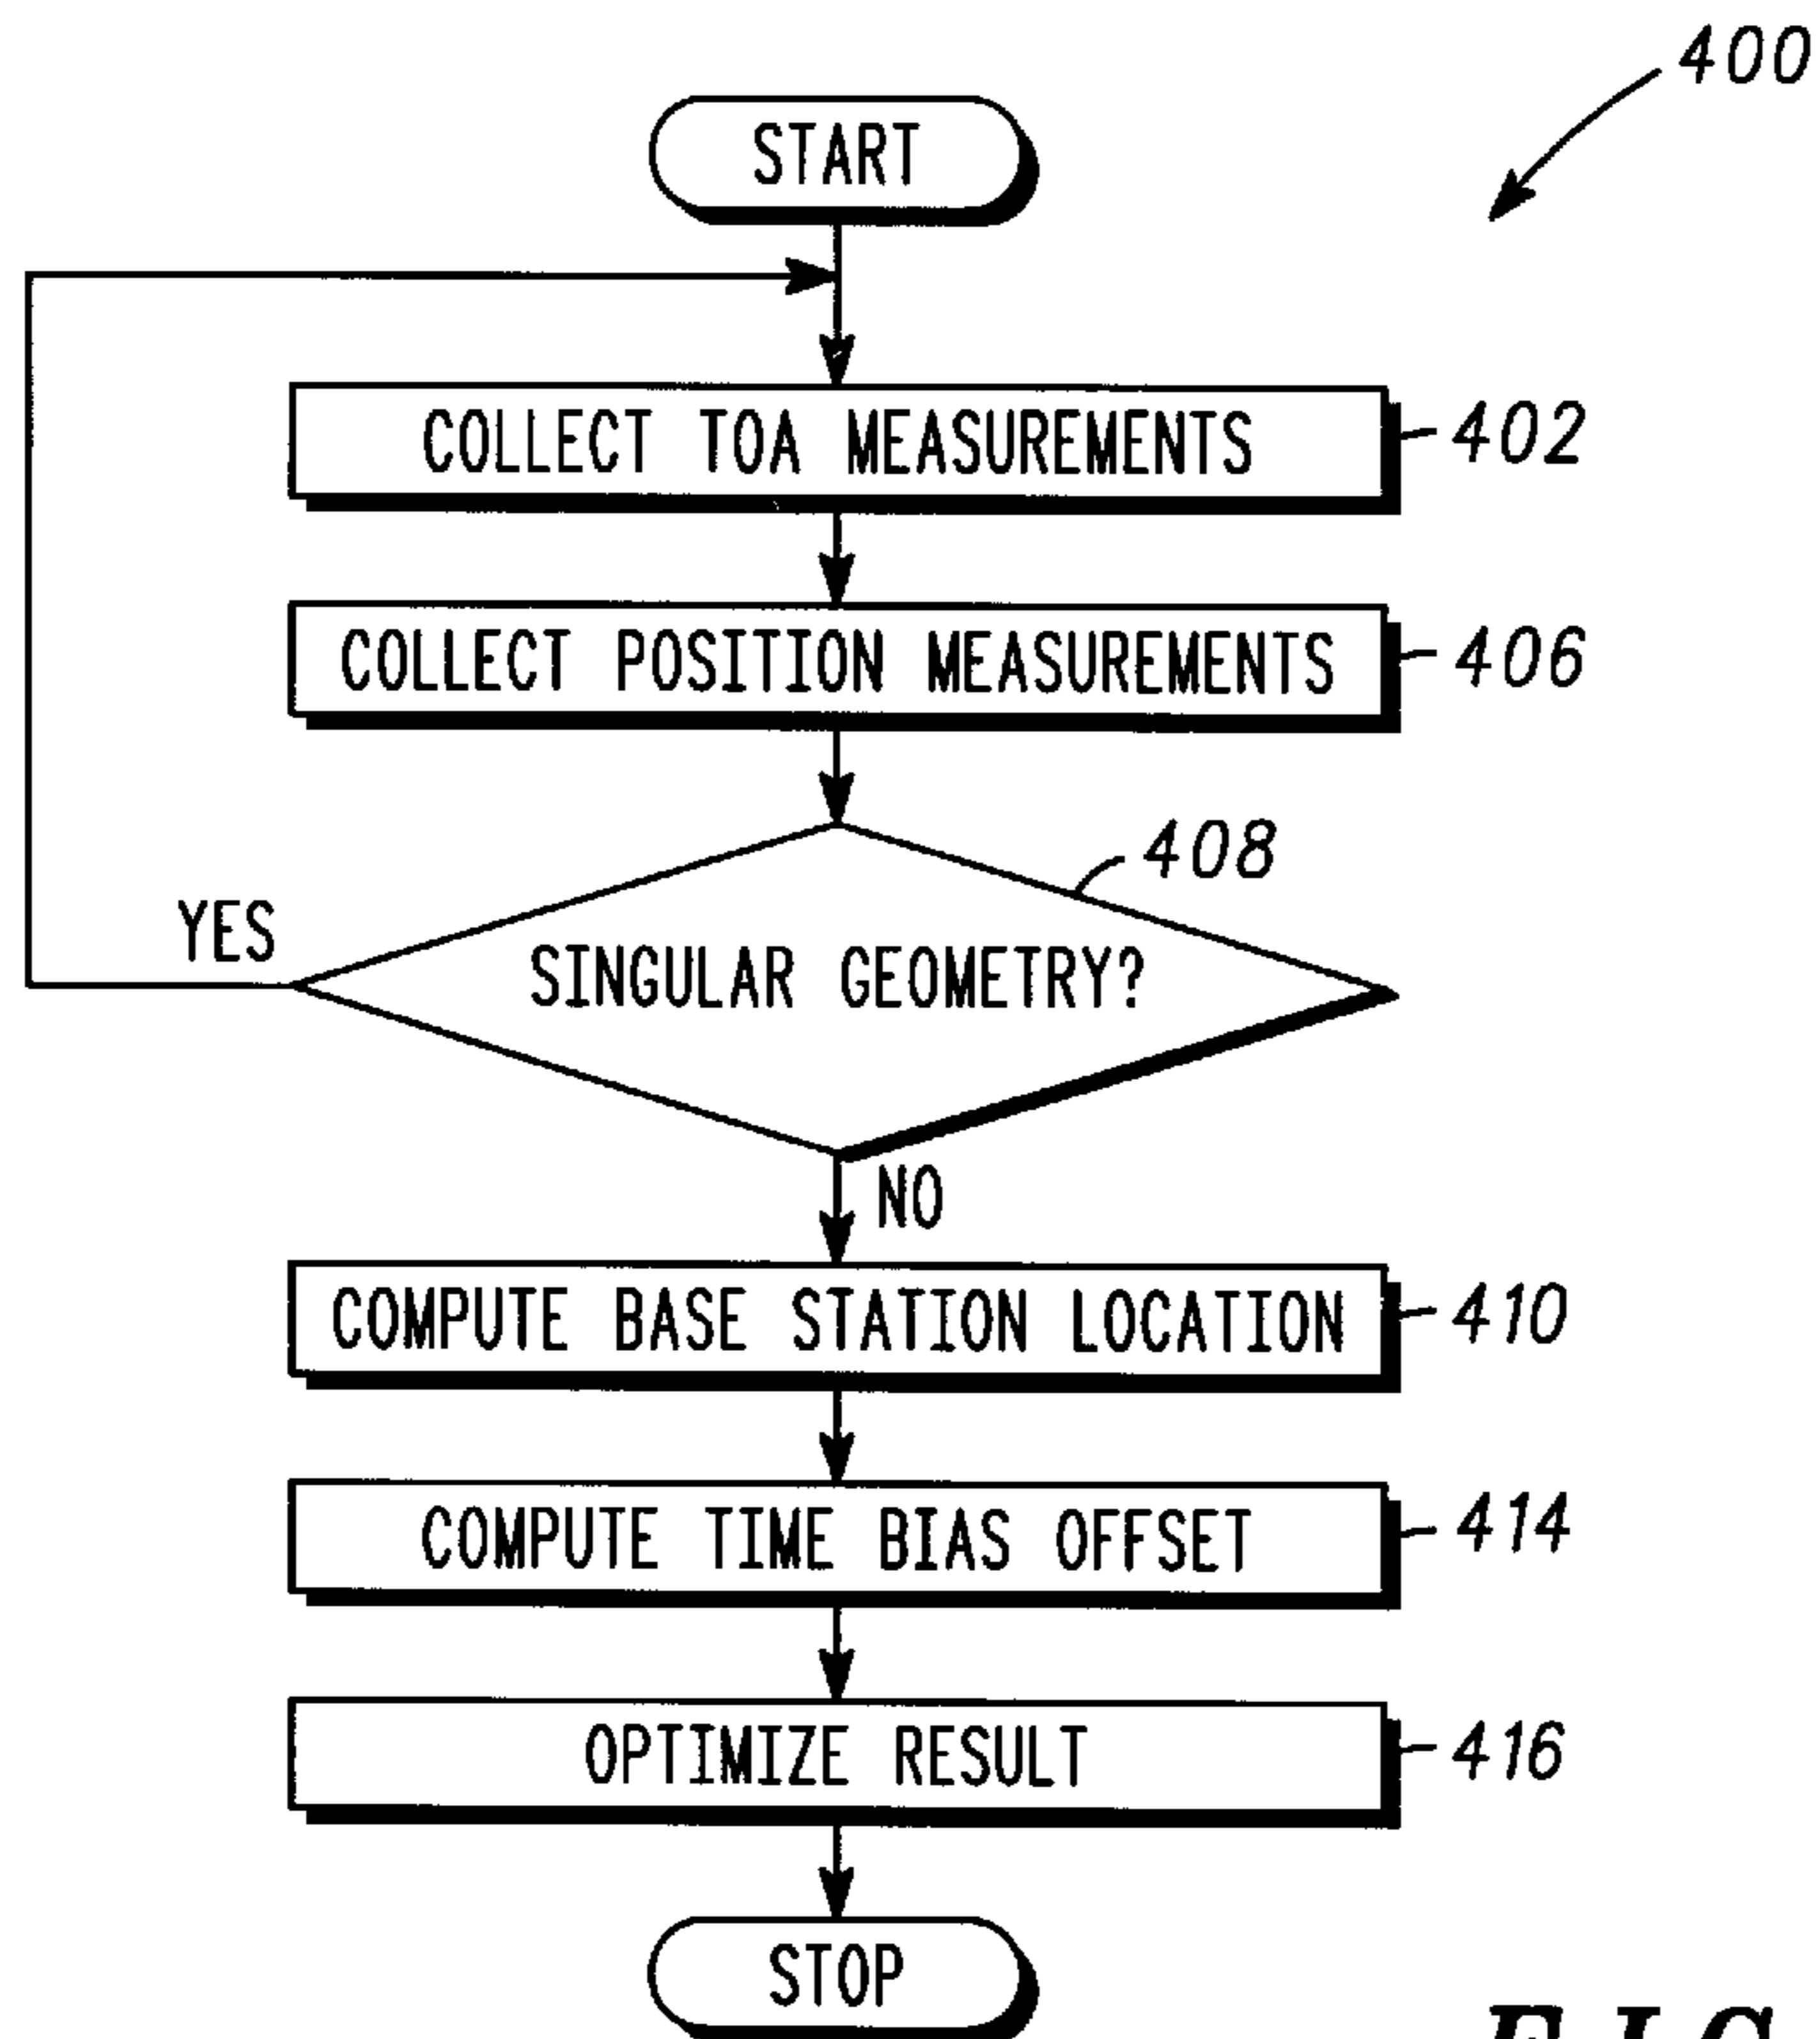 400
START
COLLECT TOA MEASUREMENTS
402
COLLECT POSITION MEASUREMENTS
406
408
YES
SINGULAR GEOMETRY?
NO
COMPUTE BASE STATION LOCATION
410
COMPUTE TIME BIAS OFFSET
414
OPTIMIZE RESULT
416
STOP